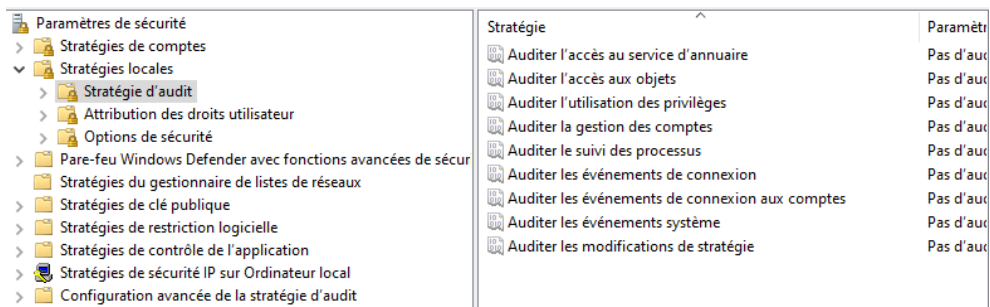 Paramètres de sécurité
Stratégies de comptes
Stratégies locales
Stratégie d'audit
Attribution des droits utilisateur
Options de sécurité
Pare-feu Windows Defender avec fonctions avancées de sécur
Stratégies du gestionnaire de listes de réseaux
Stratégies de clé publique
Stratégies de restriction logicielle
Stratégies de contrôle de l'application
Stratégies de sécurité IP sur Ordinateur local
Configuration avancée de la stratégie d'audit
Stratégie Paramètr
Auditer l'accès au service d'annuaire Pas d'aud
Auditer l'accès aux objets Pas d'aud
Auditer l'utilisation des privilèges Pas d'aud
Auditer la gestion des comptes Pas d'aud
Auditer le suivi des processus Pas d'aud
Auditer les événements de connexion Pas d'aud
Auditer les événements de connexion aux comptes Pas d'aud
Auditer les événements système Pas d'aud
Auditer les modifications de stratégie Pas d'aud